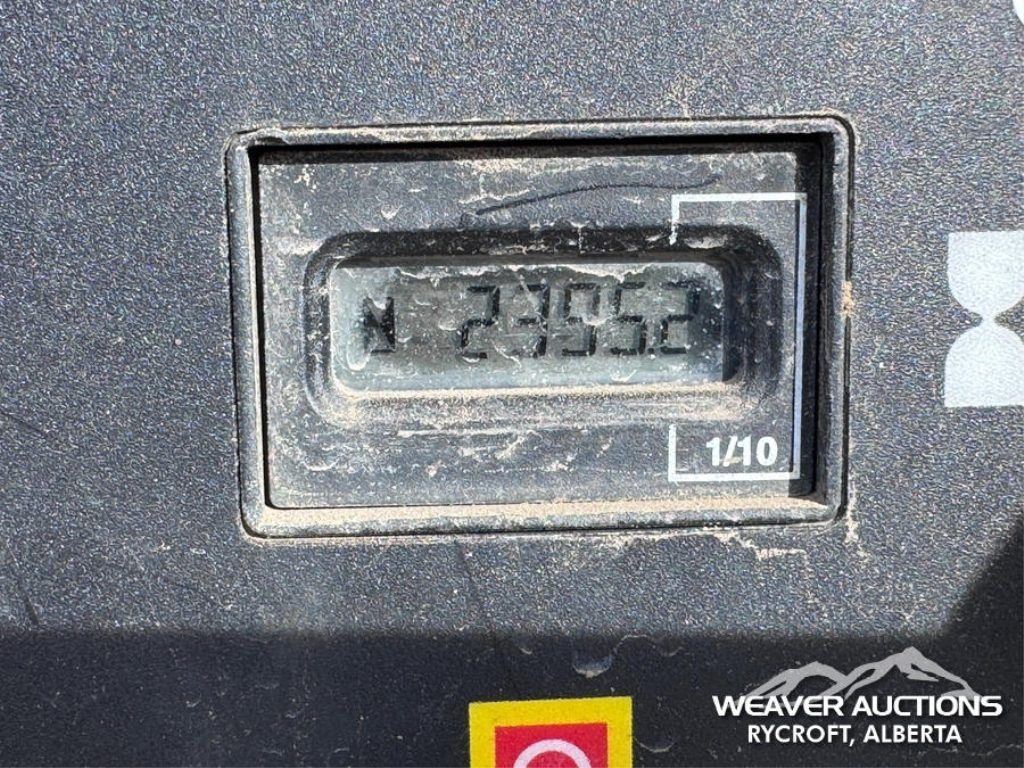 2395.2
1/10
WEAVER AUCTIONS
RYCROFT, ALBERTA